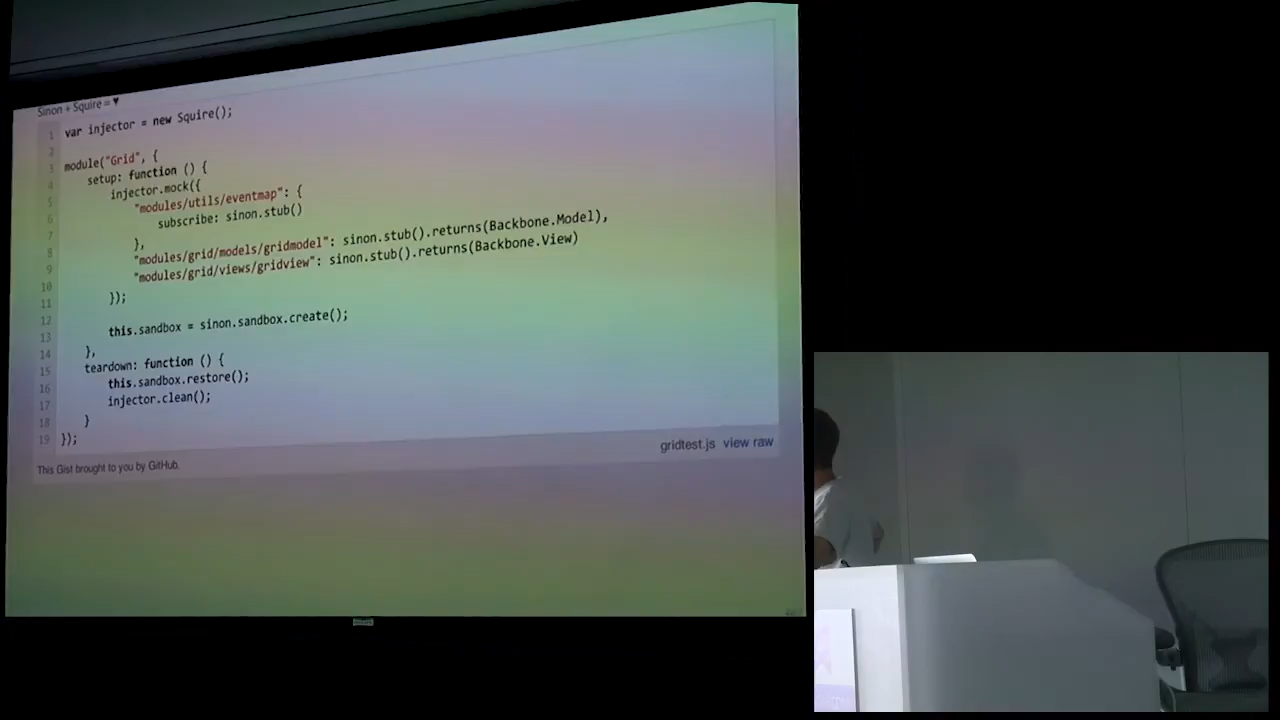 Sinon + Squire = ♥
1 var injector = new Squire();
2
3 module("Grid", {
4 setup: function () {
5 injector.mock({
6 "modules/utils/eventmap": {
7 subscribe: sinon.stub()
8 },
9 "modules/grid/models/gridmodel": sinon.stub().returns(Backbone.Model),
10 "modules/grid/views/gridview": sinon.stub().returns(Backbone.View)
11 });
12
13 this.sandbox = sinon.sandbox.create();
14 },
15 teardown: function () {
16 this.sandbox.restore();
17 injector.clean();
18 }
19 });
gridtest.js view raw
This Gist brought to you by GitHub.